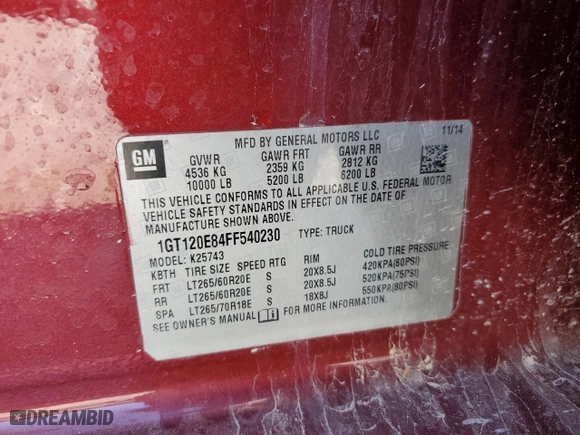 MFD BY GENERAL MOTORS LLC 11/14
GM GVWR GAWR FRT GAWR RR
4536 KG 2359 KG 2812 KG
10000 LB 5200 LB 6200 LB
THIS VEHICLE CONFORMS TO ALL APPLICABLE U.S. FEDERAL MOTOR
VEHICLE SAFETY STANDARDS IN EFFECT ON THE DATE OF
MANUFACTURE SHOWN ABOVE.
1GT120E84FF540230 TYPE: TRUCK
MODEL: K25743
KBTH TIRE SIZE SPEED RTG RIM COLD TIRE PRESSURE
FRT LT265/60R20E S 20X8.5J 420KPA(60PSI)
RR LT265/60R20E S 20X8.5J 520KPA(75PSI)
SPA LT265/70R18E S 18X8J 550KPA(80PSI)
SEE OWNER'S MANUAL FOR MORE INFORMATION.
DREAMBID